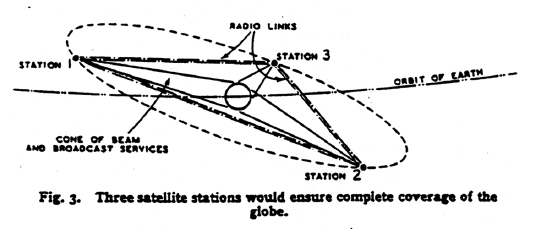 RADIO LINKS
STATION 3
STATION 1
ORBIT OF EARTH
CONE OF BEAM
AND BROADCAST SERVICES
STATION 2
Fig. 3. Three satellite stations would ensure complete coverage of the
globe.